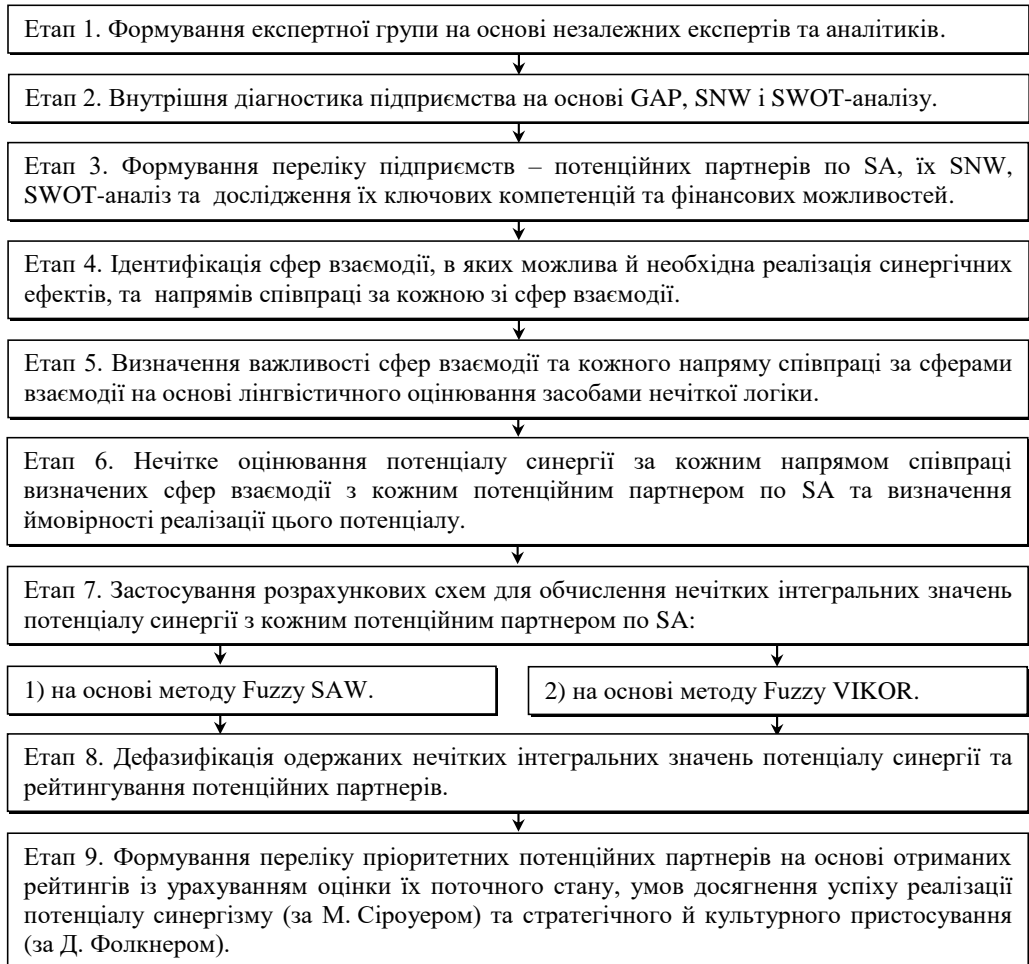 Етап 1. Формування експертної групи на основі незалежних експертів та аналітиків.
Етап 2. Внутрішня діагностика підприємства на основі GAP, SNW і SWOT-аналізу.
Етап 3. Формування переліку підприємств – потенційних партнерів по SA, їх SNW,
SWOT-аналіз та дослідження їх ключових компетенцій та фінансових можливостей.
Етап 4. Ідентифікація сфер взаємодії, в яких можлива й необхідна реалізація синергічних
ефектів, та напрямів співпраці за кожною зі сфер взаємодії.
Етап 5. Визначення важливості сфер взаємодії та кожного напряму співпраці за сферами
взаємодії на основі лінгвістичного оцінювання засобами нечіткої логіки.
Етап 6. Нечітке оцінювання потенціалу синергії за кожним напрямом співпраці
визначених сфер взаємодії з кожним потенційним партнером по SA та визначення
ймовірності реалізації цього потенціалу.
Етап 7. Застосування розрахункових схем для обчислення нечітких інтегральних значень
потенціалу синергії з кожним потенційним партнером по SA:
1) на основі методу Fuzzy SAW.
2) на основі методу Fuzzy VIKOR.
Етап 8. Дефазифікація одержаних нечітких інтегральних значень потенціалу синергії та
рейтингування потенційних партнерів.
Етап 9. Формування переліку пріоритетних потенційних партнерів на основі отриманих
рейтингів із урахуванням оцінки їх поточного стану, умов досягнення успіху реалізації
потенціалу синергізму (за М. Сіроуером) та стратегічного й культурного пристосування
(за Д. Фолкнером).